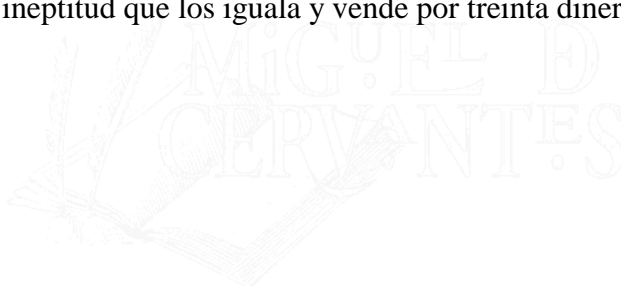 ineptitud que los iguala y vende por treinta diner
MiGUEL D
CERVANTES